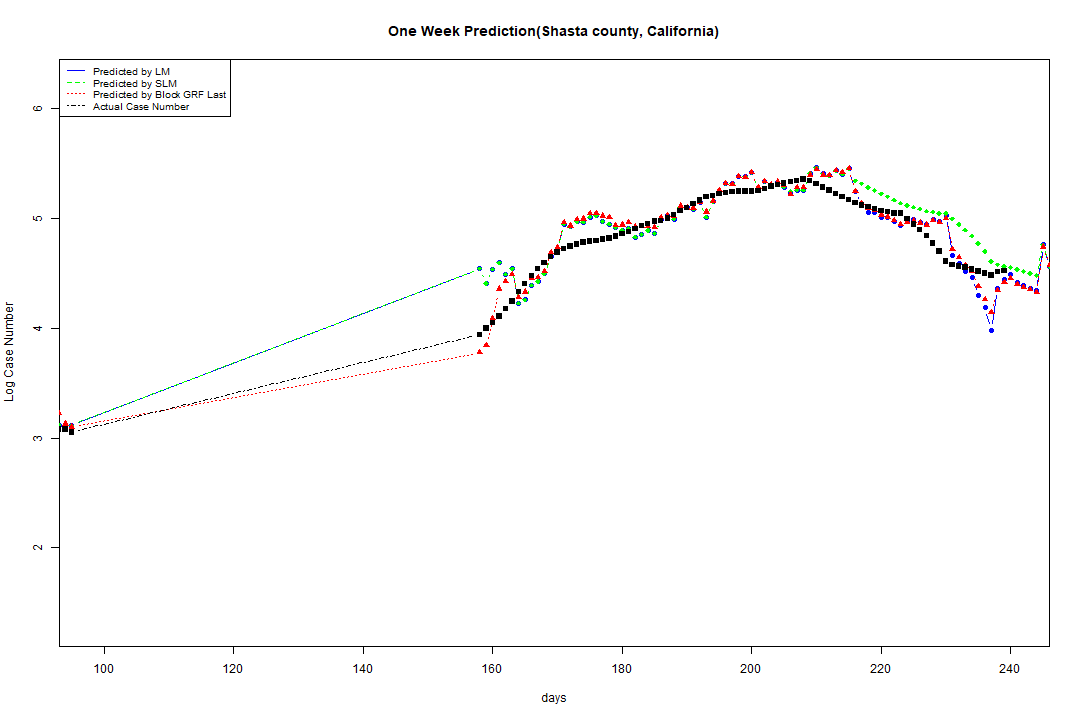 One Week Prediction(Shasta county, California)
Predicted by LM
Predicted by SLM
Predicted by Block GRF Last
Actual Case Number
6
5
4
3
2
Log Case Number
100 120 140 160 180 200 220 240
days